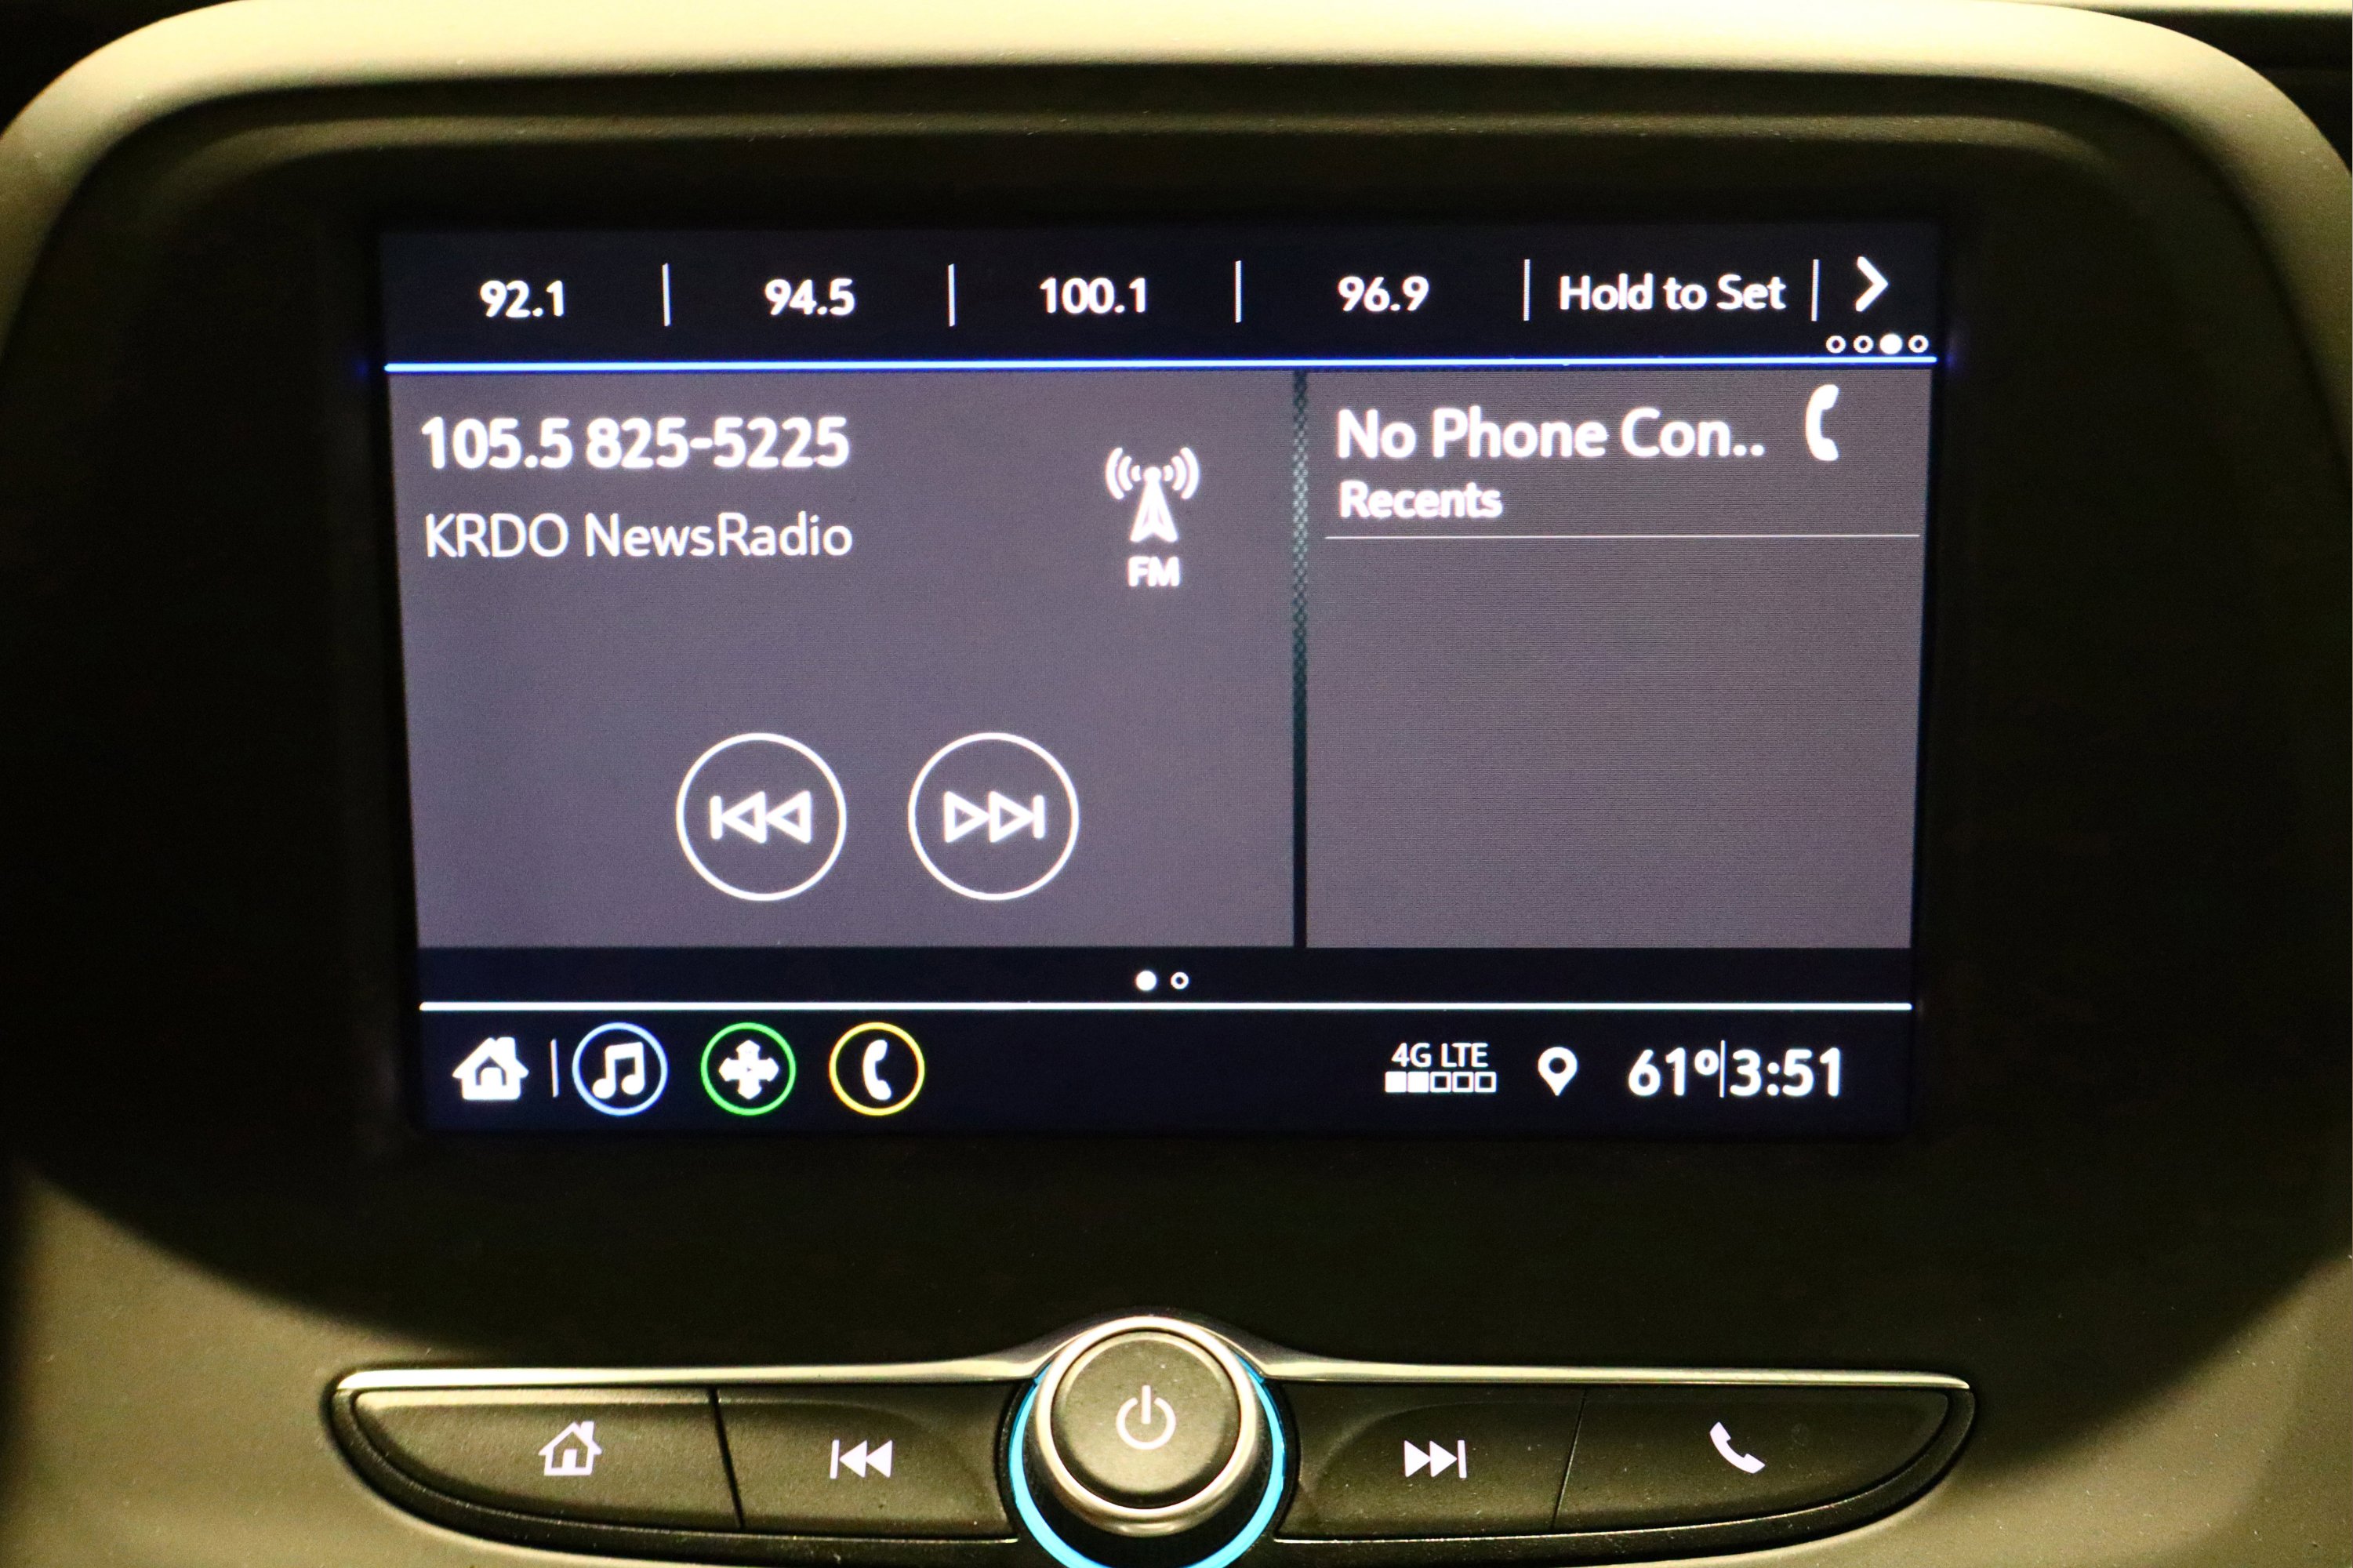 92.1 | 94.5 | 100.1 | 96.9 | Hold to Set |
105.5 825-5225
KRDO NewsRadio
FM
No Phone Con..
Recents
4G LTE
61°|3:51